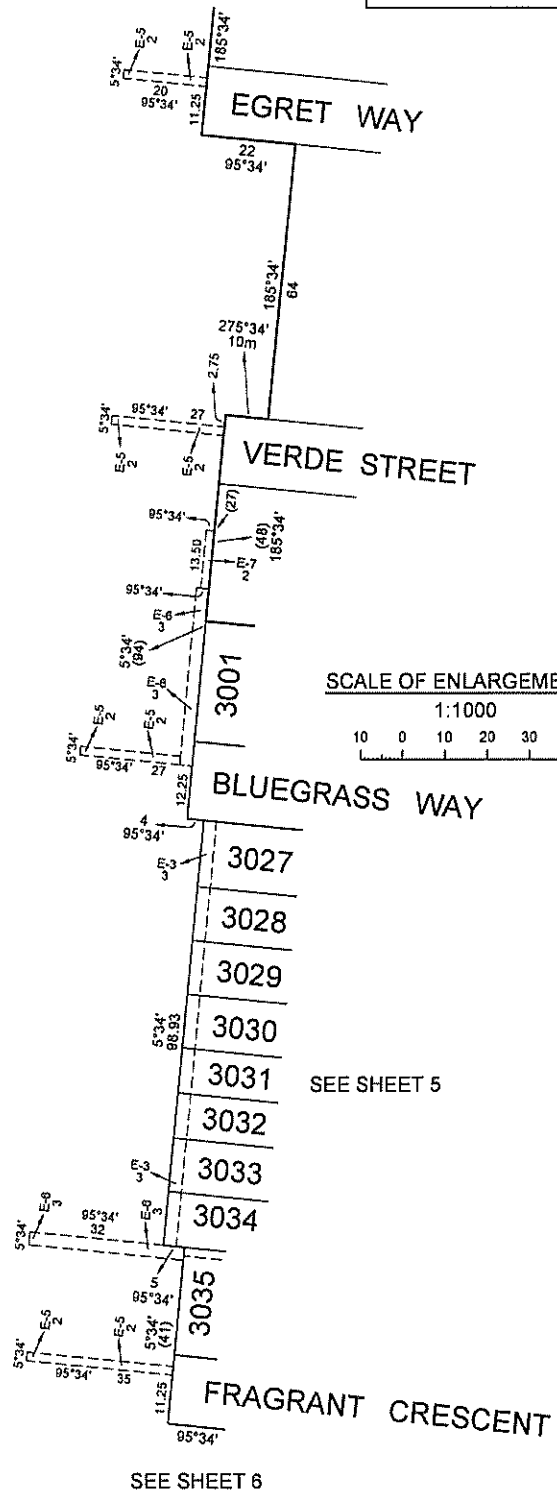 185°34'
E-5
2
E-5
2
5°34'
20
95°34'
11.25
EGRET WAY
22
95°34'
185°34'
64
275°34'
10m
2.75
5°34'
95°34'
27
E-5
2
E-5
2
VERDE STREET
95°34'
(27)
(48)
185°34'
13.50
E-7
2
95°34'
E-6
3
5°34'
(94)
3001
E-6
3
SCALE OF ENLARGEME
1:1000
10 0 10 20 30
E-5
2
E-5
2
5°34'
95°34'
27
12.25
BLUEGRASS WAY
4
95°34'
E-3
3
3027
3028
3029
3030
5°34'
98.93
3031
SEE SHEET 5
3032
E-3
3
3033
3034
E-6
3
95°34'
32
E-6
3
5°34'
5
95°34'
3035
5°34'
(41)
E-5
2
E-5
2
5°34'
95°34'
35
11.25
FRAGRANT CRESCENT
95°34'
SEE SHEET 6